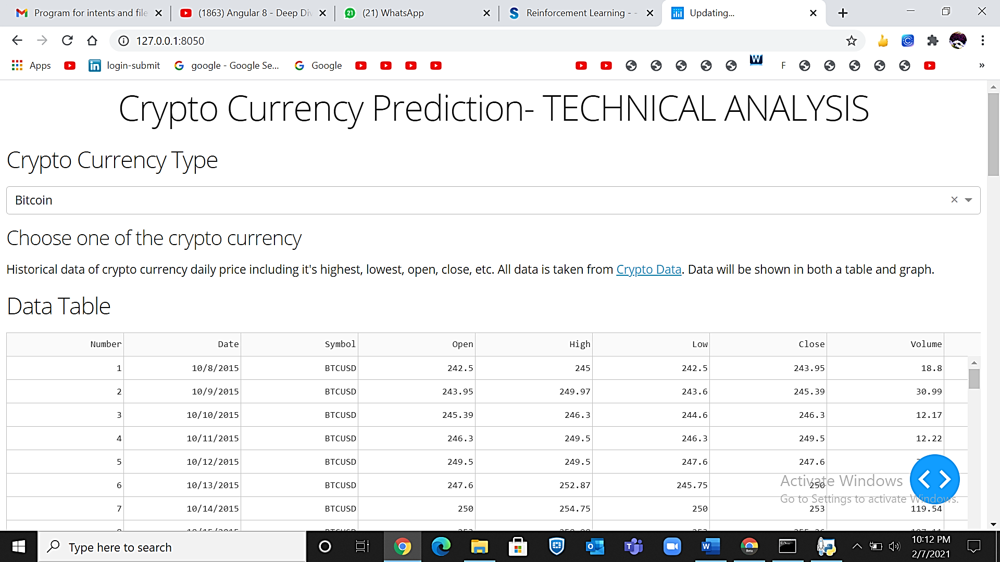 Program for intents and file
(1863) Angular 8 - Deep Div
21
(21) WhatsApp
Reinforcement Learning - -
Updating...
127.0.0.1:8050
Apps
login-submit
google - Google Se...
Google
W
F
»
Crypto Currency Prediction- TECHNICAL ANALYSIS
Crypto Currency Type
Bitcoin
Choose one of the crypto currency
Historical data of crypto currency daily price including it's highest, lowest, open, close, etc. All data is taken from Crypto Data. Data will be shown in both a table and graph.
Data Table
Number Date Symbol Open High Low Close Volume
1 10/8/2015 BTCUSD 242.5 245 242.5 243.95 18.8
2 10/9/2015 BTCUSD 243.95 249.97 243.6 245.39 30.99
3 10/10/2015 BTCUSD 245.39 246.3 244.6 246.3 12.17
4 10/11/2015 BTCUSD 246.3 249.5 246.3 249.5 12.22
5 10/12/2015 BTCUSD 249.5 249.5 247.6 247.6
6 10/13/2015 BTCUSD 247.6 252.87 245.75 250
7 10/14/2015 BTCUSD 250 254.75 250 253 119.54
Activate Windows
Go to Settings to activate Windows.
Type here to search
Beta
10:12 PM
2/7/2021